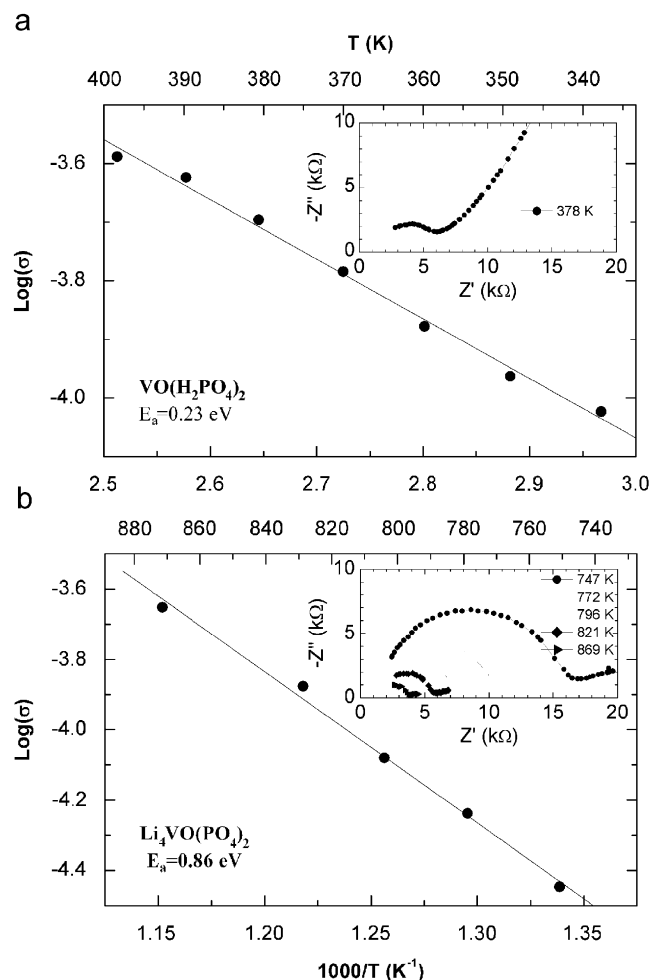 a
T (K)
400 390 380 370 360 350 340
-3.6
-3.8
-4.0
Log(σ)
10
5
0
-Z'' (kΩ)
378 K
0 5 10 15 20
Z' (kΩ)
VO(H₂PO₄)₂
Eₐ=0.23 eV
2.5 2.6 2.7 2.8 2.9 3.0
b
880 860 840 820 800 780 760 740
-3.6
-3.8
-4.0
-4.2
-4.4
Log(σ)
10
5
0
-Z'' (kΩ)
747 K
772 K
796 K
821 K
869 K
0 5 10 15 20
Z' (kΩ)
Li₄VO(PO₄)₂
Eₐ=0.86 eV
1.15 1.20 1.25 1.30 1.35
1000/T (K⁻¹)